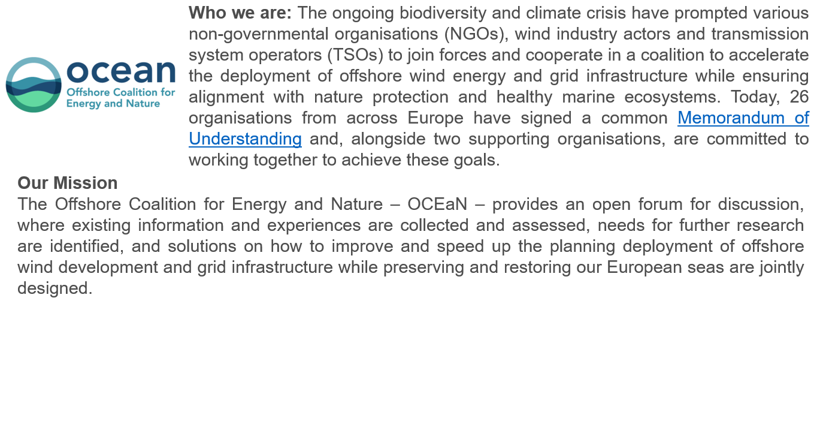 ocean
Offshore Coalition for
Energy and Nature
Who we are: The ongoing biodiversity and climate crisis have prompted various
non-governmental organisations (NGOs), wind industry actors and transmission
system operators (TSOs) to join forces and cooperate in a coalition to accelerate
the deployment of offshore wind energy and grid infrastructure while ensuring
alignment with nature protection and healthy marine ecosystems. Today, 26
organisations from across Europe have signed a common Memorandum of
Understanding and, alongside two supporting organisations, are committed to
working together to achieve these goals.
Our Mission
The Offshore Coalition for Energy and Nature – OCEaN – provides an open forum for discussion,
where existing information and experiences are collected and assessed, needs for further research
are identified, and solutions on how to improve and speed up the planning deployment of offshore
wind development and grid infrastructure while preserving and restoring our European seas are jointly
designed.